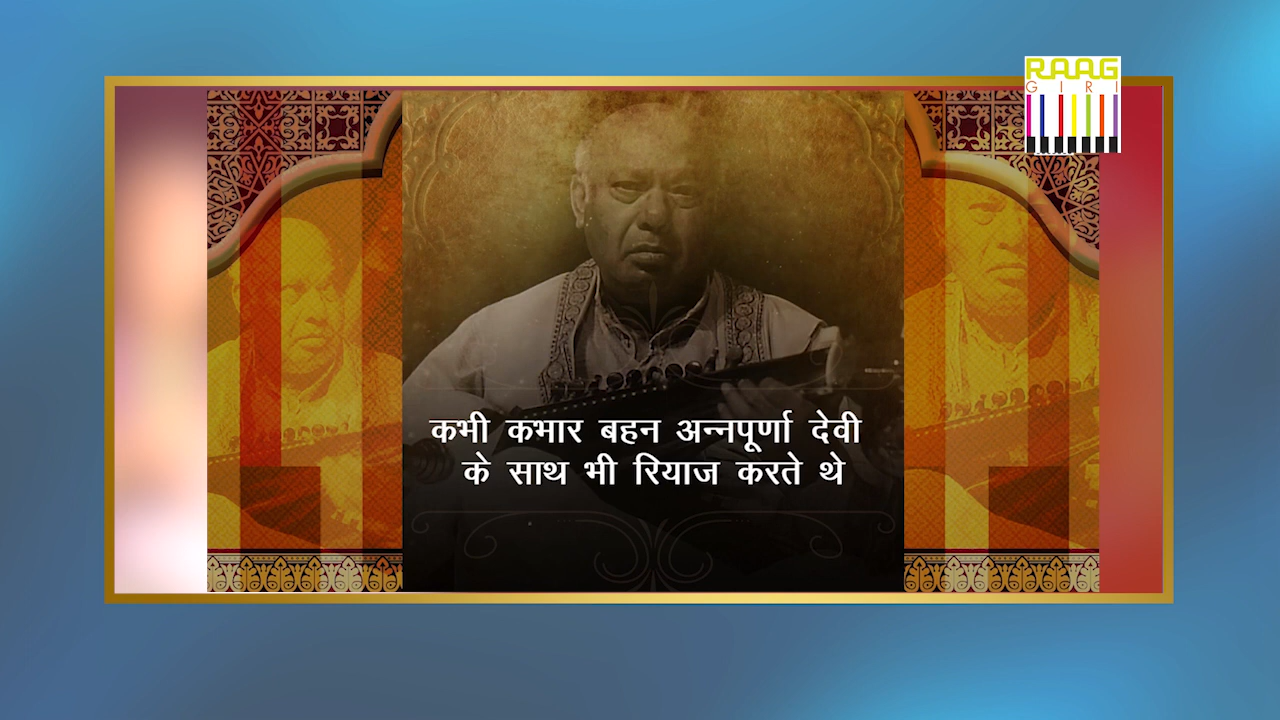 RAAG
GIRI
कभी कभार बहन अन्नपूर्णा देवी
के साथ भी रियाज करते थे